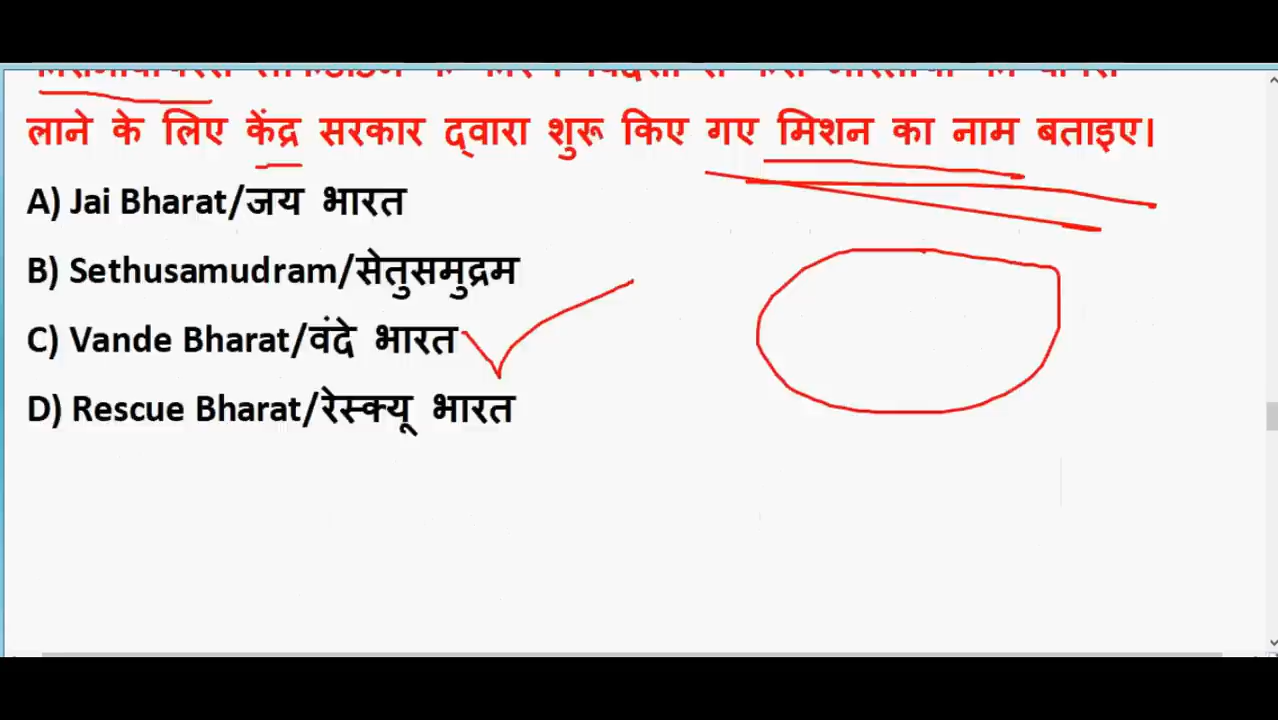 लाने के लिए केंद्र सरकार द्वारा शुरू किए गए मिशन का नाम बताइए।
A) Jai Bharat/जय भारत
B) Sethusamudram/सेतुसमुद्रम
C) Vande Bharat/वंदे भारत
D) Rescue Bharat/रेस्क्यू भारत